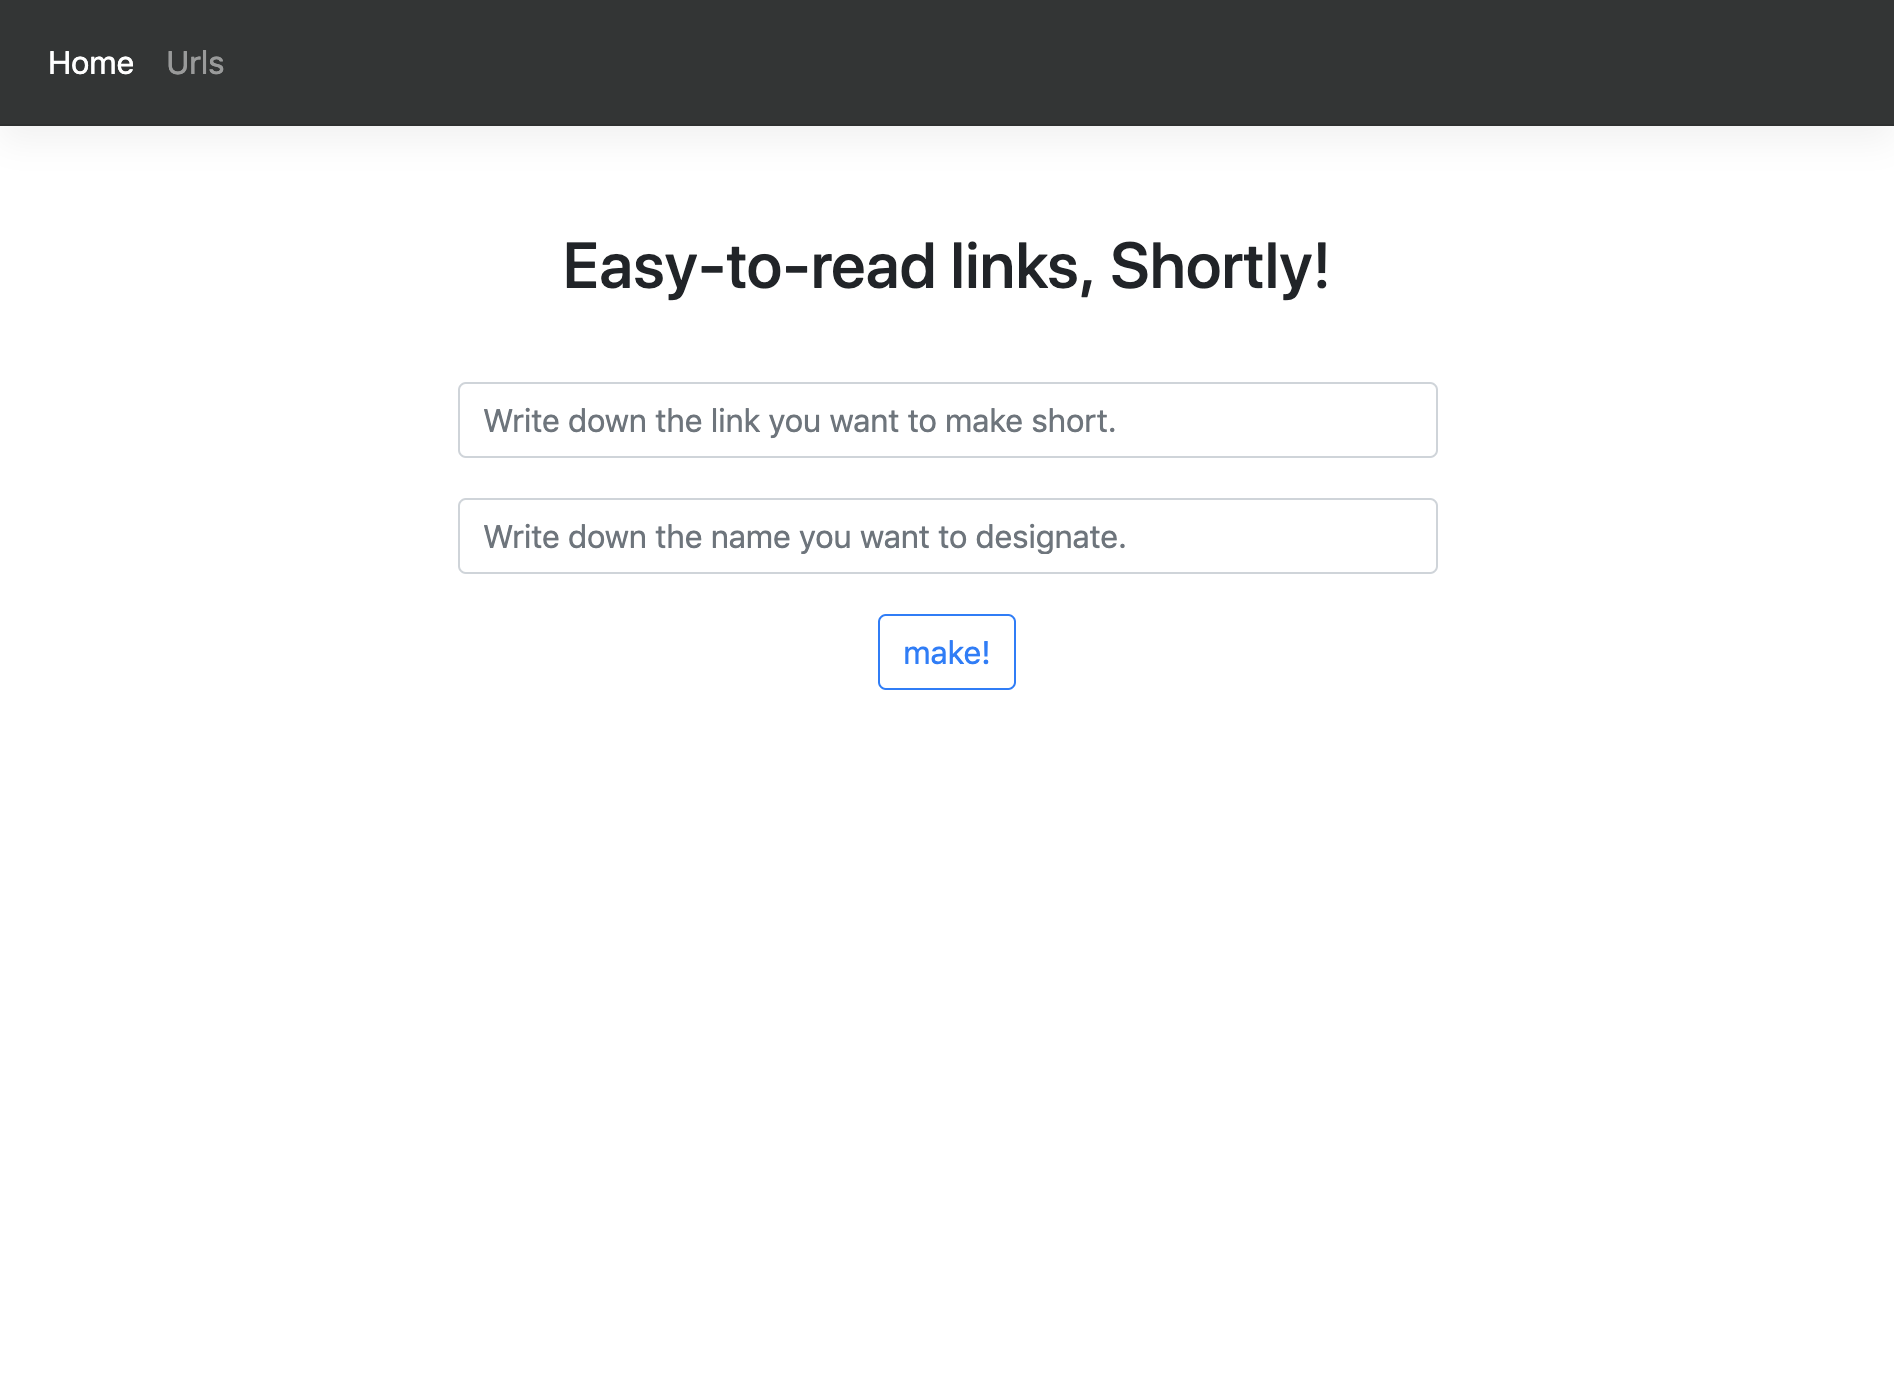 Home Urls
Easy-to-read links, Shortly!
Write down the link you want to make short.
Write down the name you want to designate.
make!